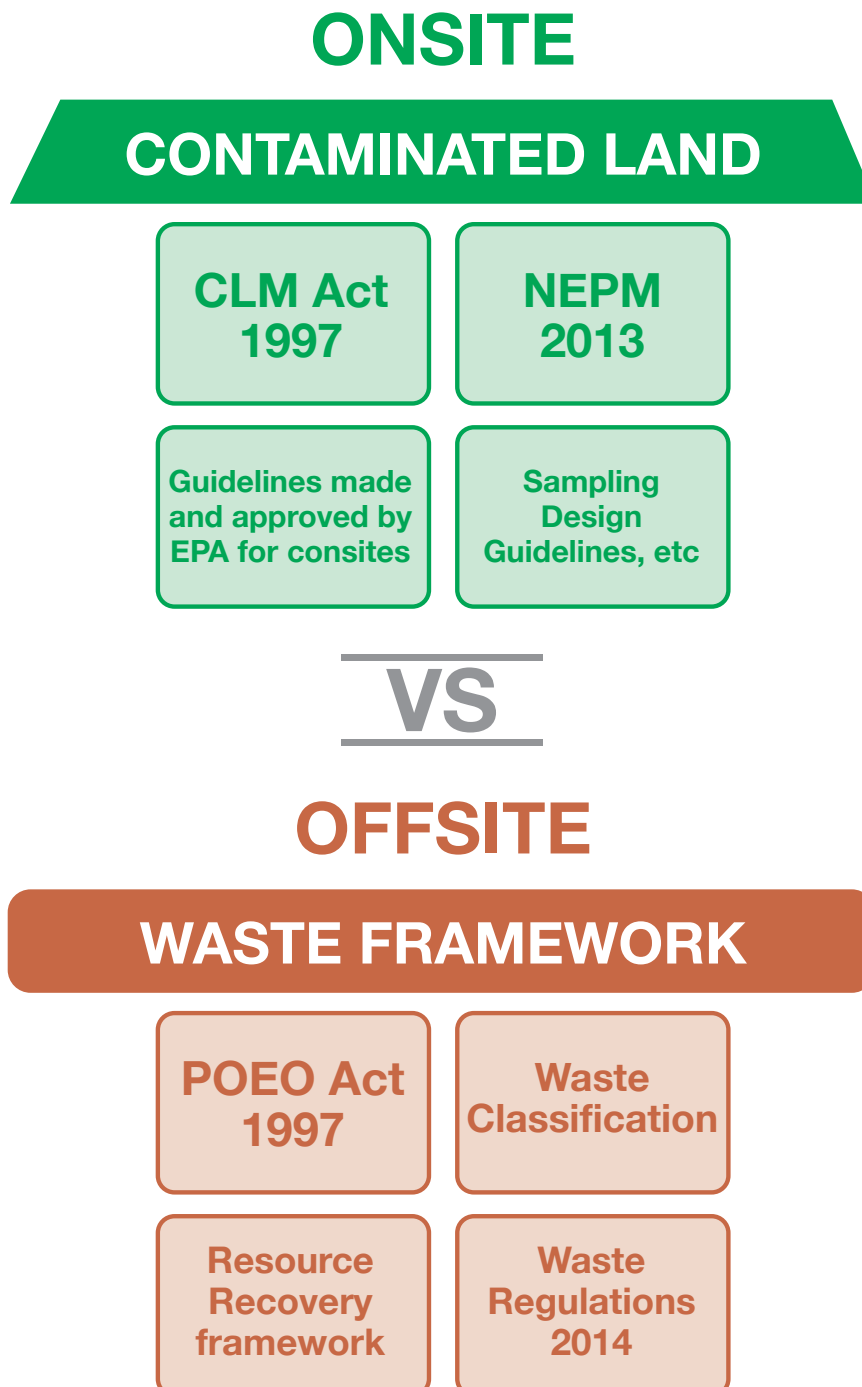 ONSITE
CONTAMINATED LAND
CLM Act
1997
NEPM
2013
Guidelines made
and approved by
EPA for consites
Sampling
Design
Guidelines, etc
VS
OFFSITE
WASTE FRAMEWORK
POEO Act
1997
Waste
Classification
Resource
Recovery
framework
Waste
Regulations
2014